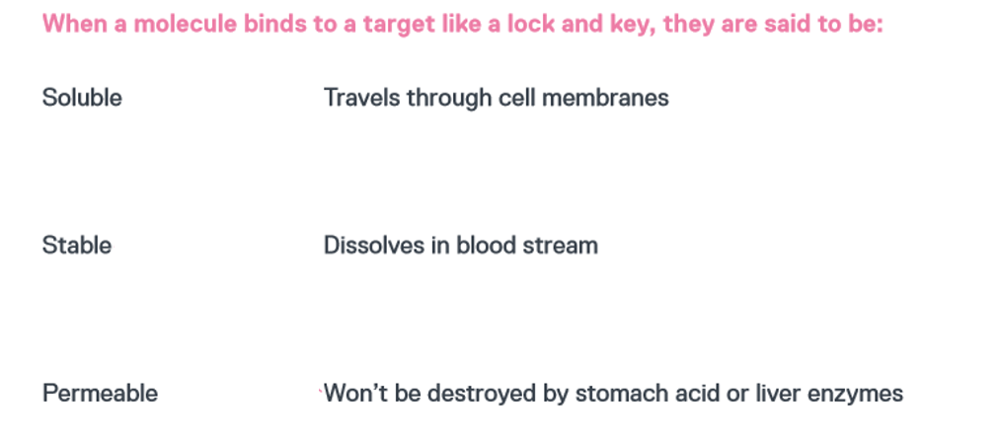 When a molecule binds to a target like a lock and key, they are said to be:
Soluble Travels through cell membranes
Stable Dissolves in blood stream
Permeable Won’t be destroyed by stomach acid or liver enzymes